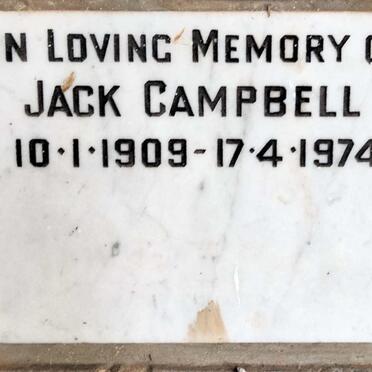 N LOVING MEMORY O
JACK CAMPBELL
10·1·1909-17·4·1974